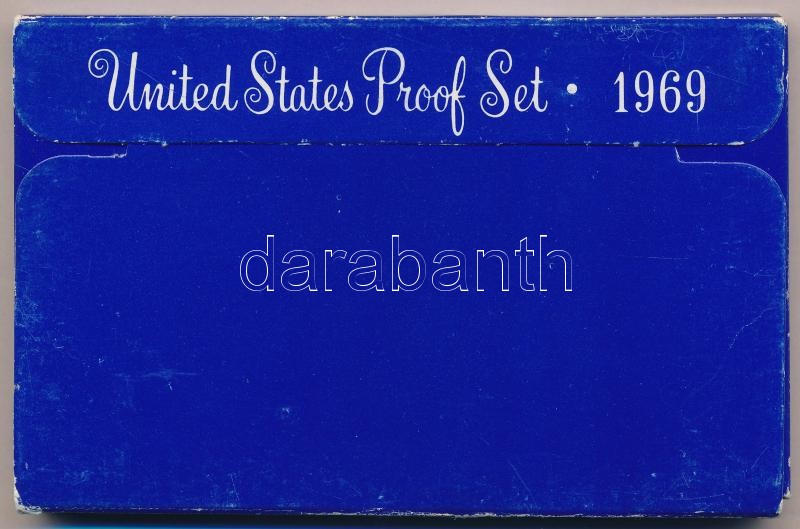 United States Proof Set • 1969
darabanth